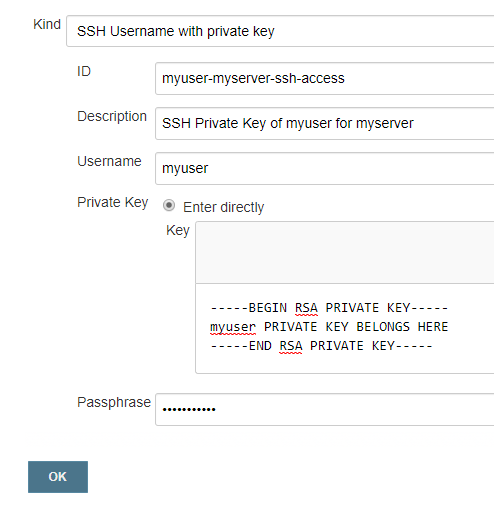 Kind SSH Username with private key
ID myuser-myserver-ssh-access
Description SSH Private Key of myuser for myserver
Username myuser
Private Key Enter directly
Key
-----BEGIN RSA PRIVATE KEY-----
myuser PRIVATE KEY BELONGS HERE
-----END RSA PRIVATE KEY-----
Passphrase •••••••••••
OK